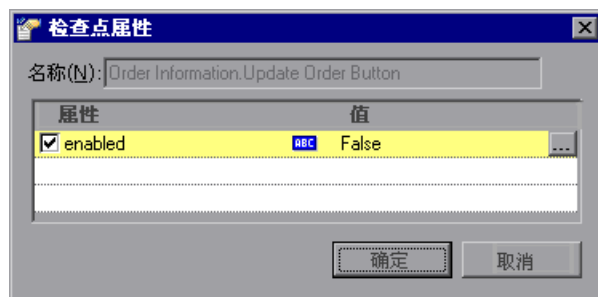 检查点属性
名称(N): Order Information.Update Order Button
属性 值
enabled ABC False
...
确定 取消